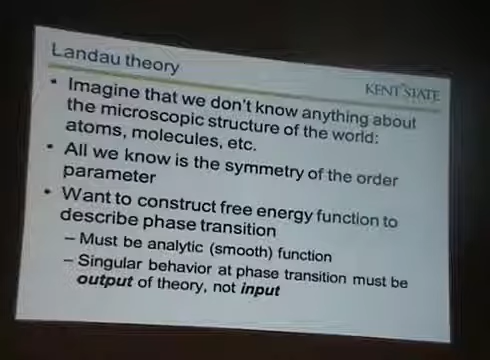 Landau theory
KENT STATE
• Imagine that we don't know anything about
the microscopic structure of the world:
atoms, molecules, etc.
• All we know is the symmetry of the order
parameter
• Want to construct free energy function to
describe phase transition
– Must be analytic (smooth) function
– Singular behavior at phase transition must be
output of theory, not input